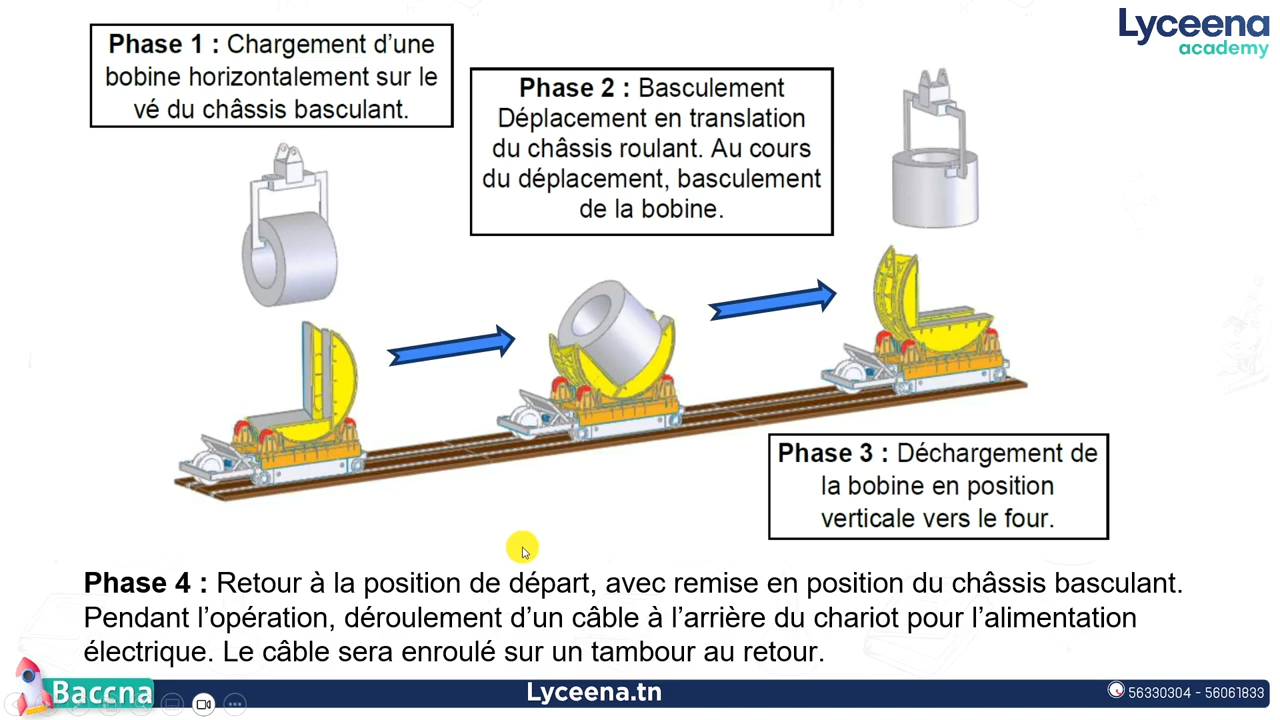 Lyceena
academy
Phase 1 : Chargement d’une
bobine horizontalement sur le
vé du châssis basculant.
Phase 2 : Basculement
Déplacement en translation
du châssis roulant. Au cours
du déplacement, basculement
de la bobine.
Phase 3 : Déchargement de
la bobine en position
verticale vers le four.
Phase 4 : Retour à la position de départ, avec remise en position du châssis basculant.
Pendant l’opération, déroulement d’un câble à l’arrière du chariot pour l’alimentation
électrique. Le câble sera enroulé sur un tambour au retour.
Baccna
Lyceena.tn
56330304 - 56061833